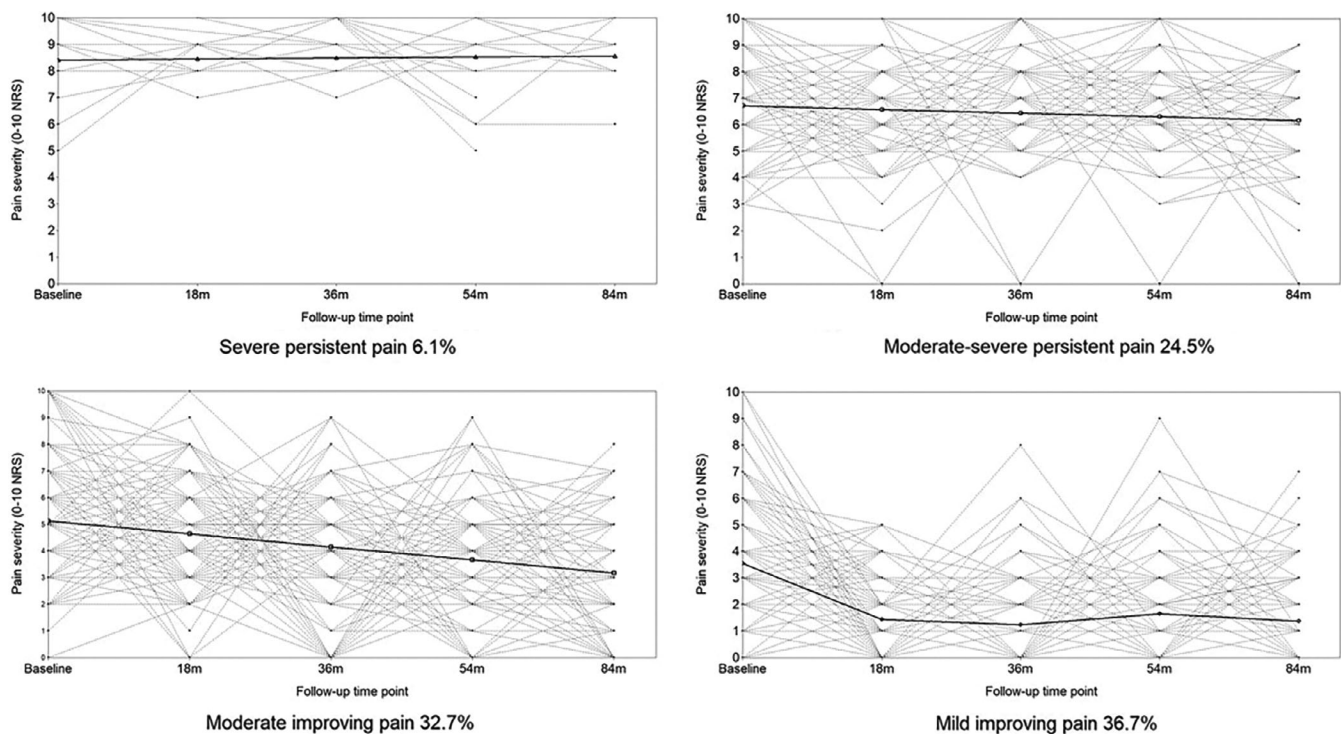 Pain severity (0-10 NRS)
10
9
8
7
6
5
4
3
2
1
0
Baseline 18m 36m 54m 84m
Follow-up time point
Severe persistent pain 6.1%
Pain severity (0-10 NRS)
10
9
8
7
6
5
4
3
2
1
0
Baseline 18m 36m 54m 84m
Follow-up time point
Moderate-severe persistent pain 24.5%
Pain severity (0-10 NRS)
10
9
8
7
6
5
4
3
2
1
0
Baseline 18m 36m 54m 84m
Follow-up time point
Moderate improving pain 32.7%
Pain severity (0-10 NRS)
10
9
8
7
6
5
4
3
2
1
0
Baseline 18m 36m 54m 84m
Follow-up time point
Mild improving pain 36.7%